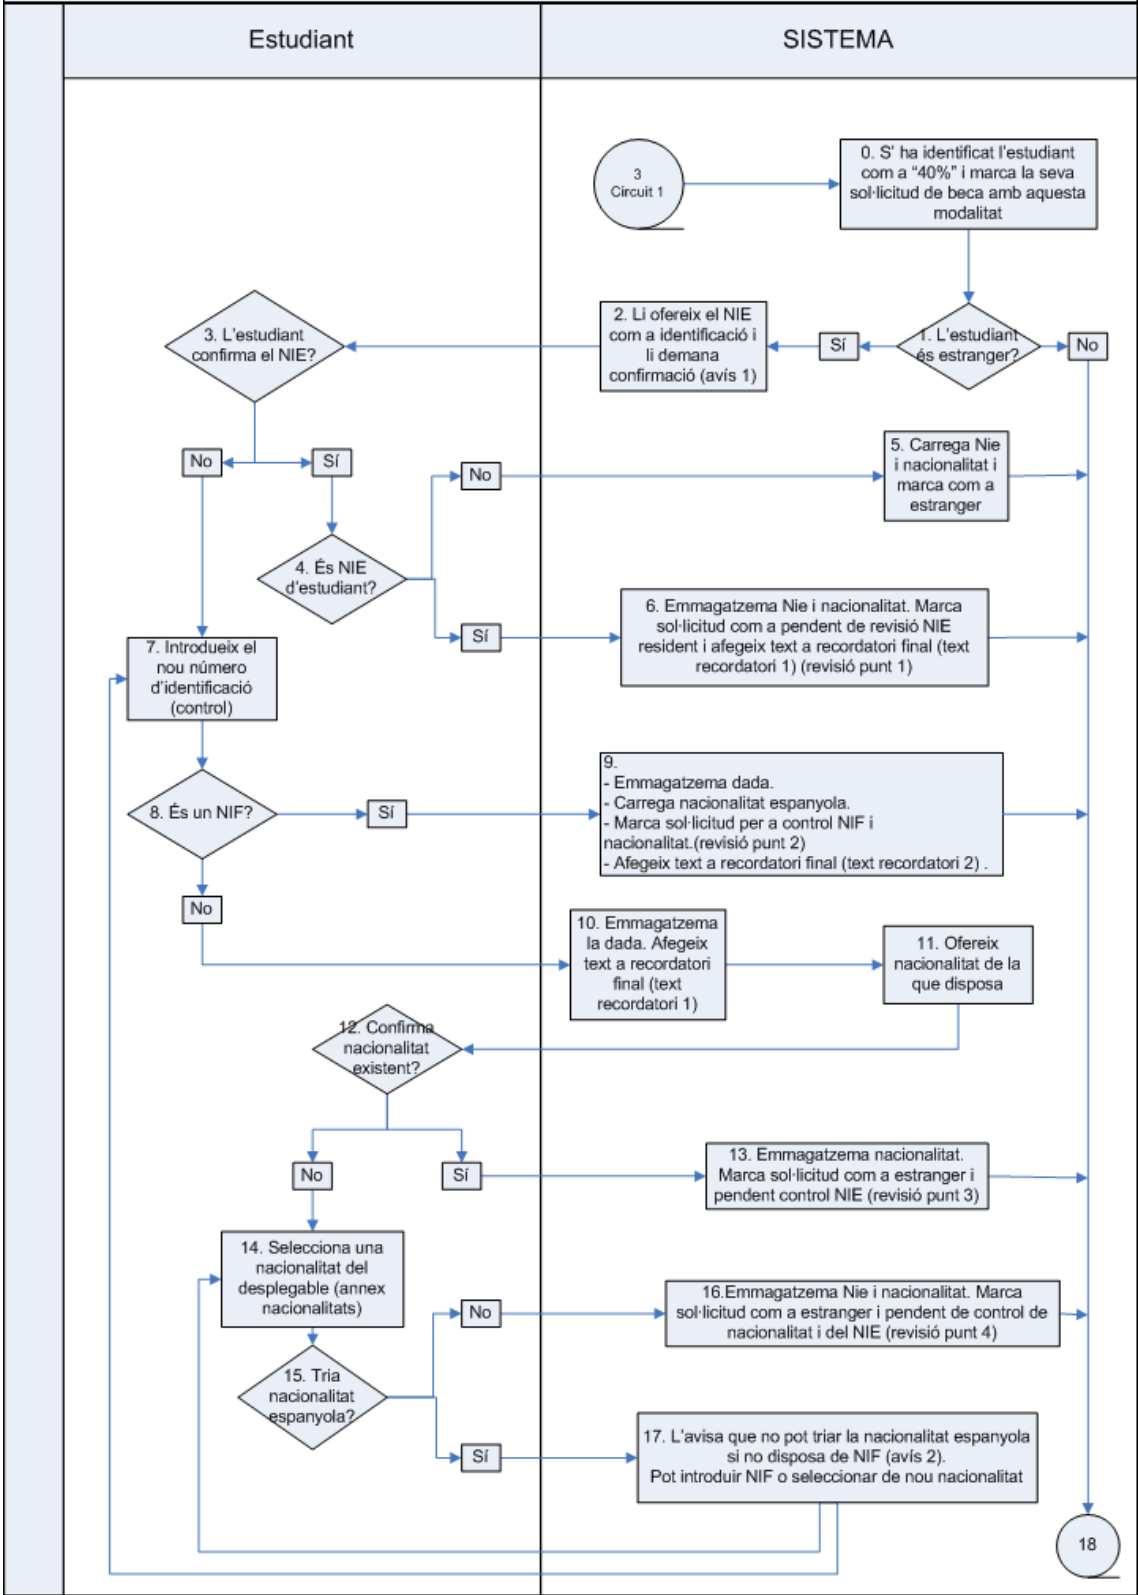 Estudiant
SISTEMA
3
Circuit 1
0. S' ha identificat l'estudiant
com a "40%" i marca la seva
sol·licitud de beca amb aquesta
modalitat
1. L'estudiant
és estranger?
Sí
No
2. Li ofereix el NIE
com a identificació i
li demana
confirmació (avís 1)
3. L'estudiant
confirma el NIE?
No
Sí
4. És NIE
d'estudiant?
No
5. Carrega Nie
i nacionalitat i
marca com a
estranger
Sí
6. Emmagatzema Nie i nacionalitat. Marca
sol·licitud com a pendent de revisió NIE
resident i afegeix text a recordatori final (text
recordatori 1) (revisió punt 1)
7. Introdueix el
nou número
d'identificació
(control)
8. És un NIF?
Sí
9.
- Emmagatzema dada.
- Carrega nacionalitat espanyola.
- Marca sol·licitud per a control NIF i
nacionalitat.(revisió punt 2)
- Afegeix text a recordatori final (text recordatori 2) .
No
10. Emmagatzema
la dada. Afegeix
text a recordatori
final (text
recordatori 1)
11. Ofereix
nacionalitat de la
que disposa
12. Confirma
nacionalitat
existent?
No
Sí
13. Emmagatzema nacionalitat.
Marca sol·licitud com a estranger i
pendent control NIE (revisió punt 3)
14. Selecciona una
nacionalitat del
desplegable (annex
nacionalitats)
15. Tria
nacionalitat
espanyola?
No
16.Emmagatzema Nie i nacionalitat. Marca
sol·licitud com a estranger i pendent de control de
nacionalitat i del NIE (revisió punt 4)
Sí
17. L'avisa que no pot triar la nacionalitat espanyola
si no disposa de NIF (avís 2).
Pot introduir NIF o seleccionar de nou nacionalitat
18